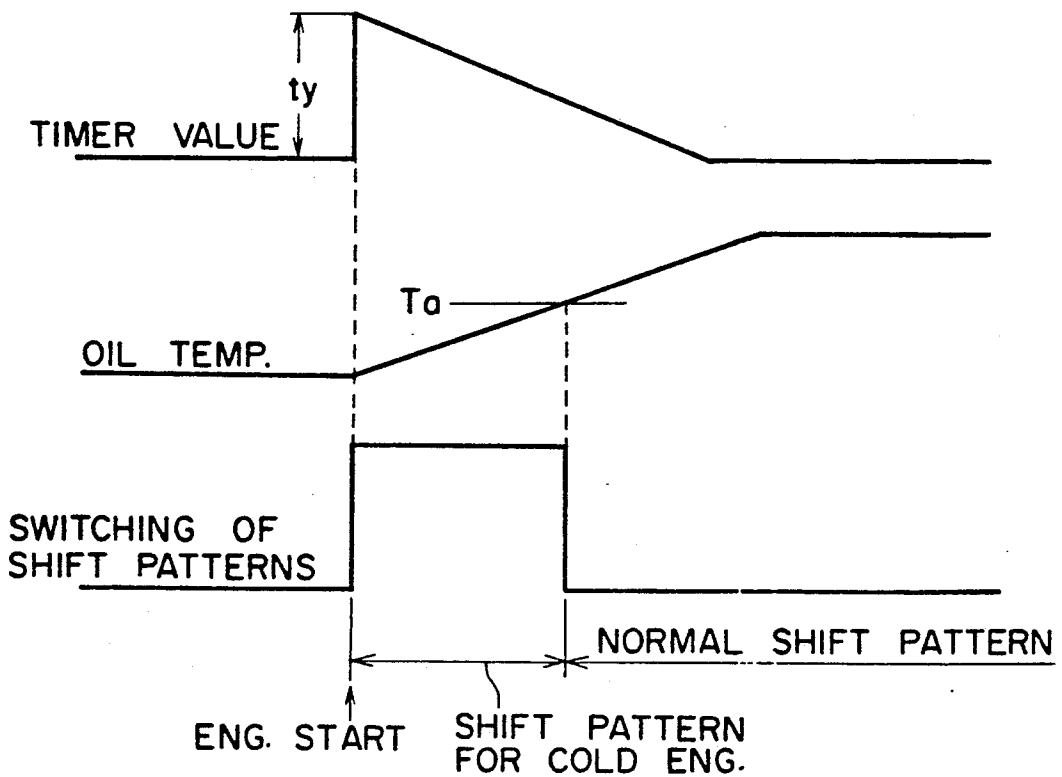 ty
TIMER VALUE
Ta
OIL TEMP.
SWITCHING OF
SHIFT PATTERNS
NORMAL SHIFT PATTERN
ENG. START
SHIFT PATTERN
FOR COLD ENG.